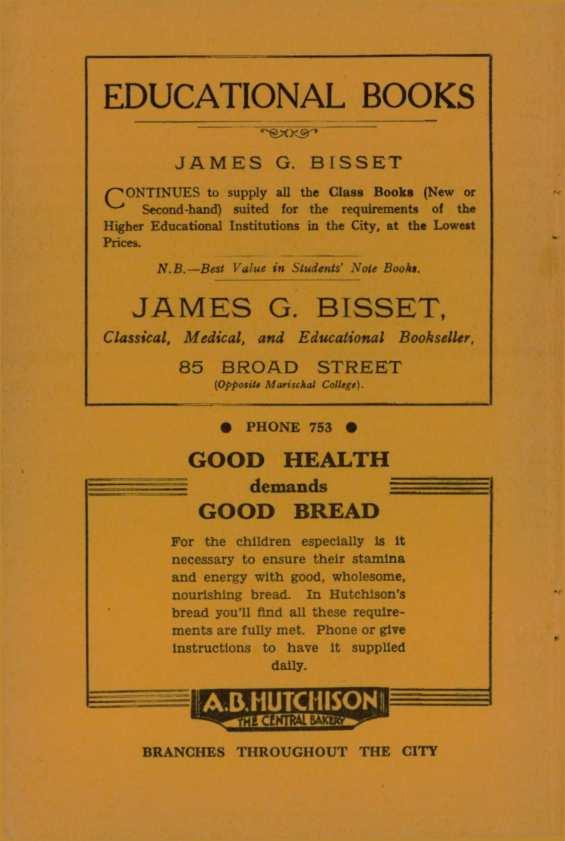 EDUCATIONAL BOOKS
JAMES G. BISSET
CONTINUES to supply all the Class Books (New or
Second-hand) suited for the requirements of the
Higher Educational Institutions in the City, at the Lowest
Prices.
N.B.—Best Value in Students' Note Books.
JAMES G. BISSET,
Classical, Medical, and Educational Bookseller,
85 BROAD STREET
(Opposite Marischal College).
● PHONE 753 ●
GOOD HEALTH
demands
GOOD BREAD
For the children especially is it
necessary to ensure their stamina
and energy with good, wholesome,
nourishing bread. In Hutchison's
bread you'll find all these require-
ments are fully met. Phone or give
instructions to have it supplied
daily.
A.B. HUTCHISON
THE CENTRAL BAKERY
BRANCHES THROUGHOUT THE CITY